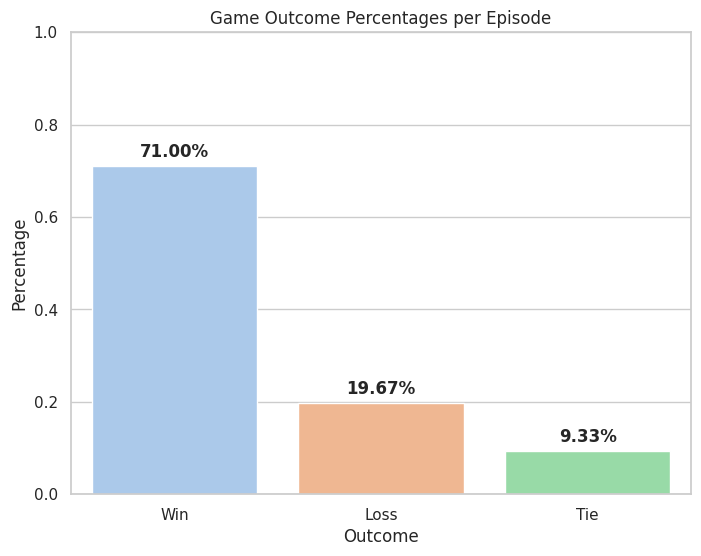 Game Outcome Percentages per Episode
1.0
0.8
0.6
0.4
0.2
0.0
Percentage
71.00%
19.67%
9.33%
Win
Loss
Tie
Outcome